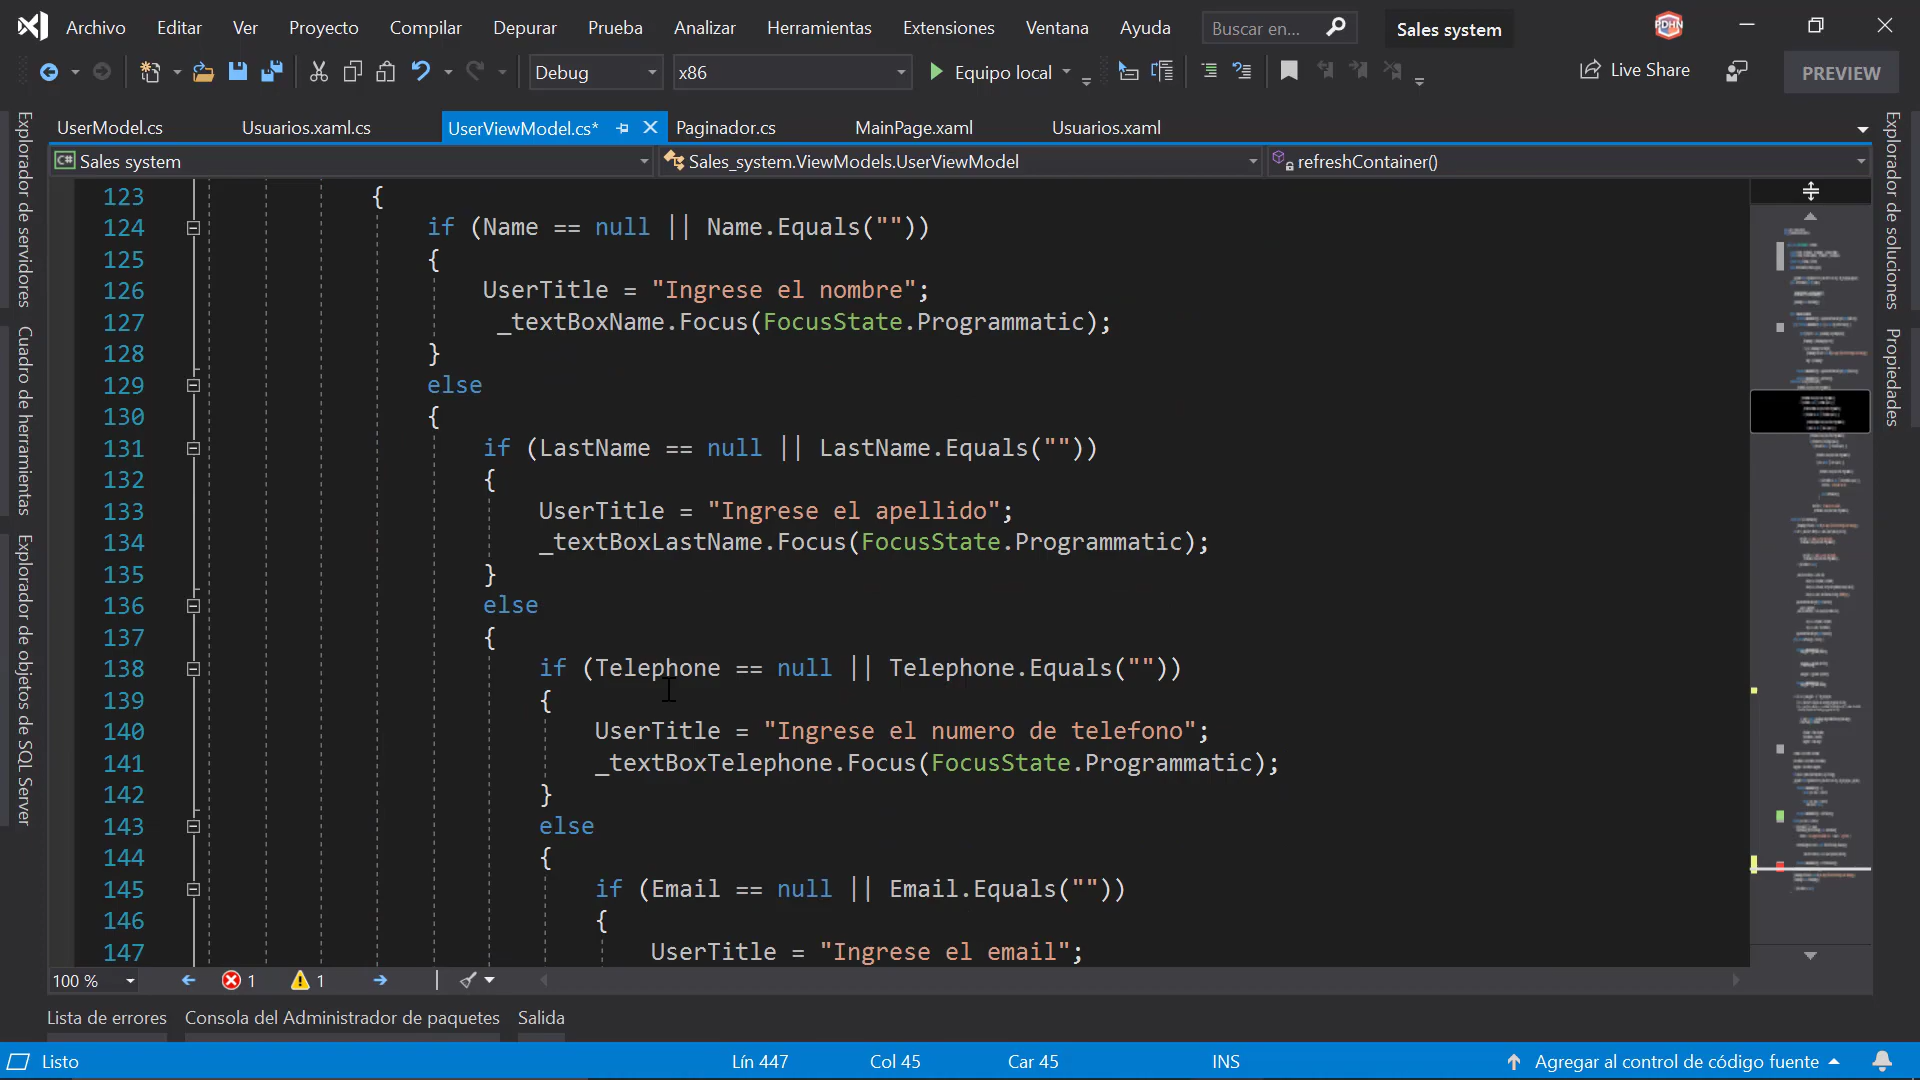 Archivo Editar Ver Proyecto Compilar Depurar Prueba Analizar Herramientas Extensiones Ventana Ayuda Buscar en... Sales system PDHN
Debug x86 Equipo local Live Share PREVIEW
UserModel.cs Usuarios.xaml.cs UserViewModel.cs* Paginador.cs MainPage.xaml Usuarios.xaml
C# Sales system Sales_system.ViewModels.UserViewModel refreshContainer()
Explorador de servidores
Cuadro de herramientas
Explorador de objetos de SQL Server
123 {
124 if (Name == null || Name.Equals(""))
125 {
126 UserTitle = "Ingrese el nombre";
127 _textBoxName.Focus(FocusState.Programmatic);
128 }
129 else
130 {
131 if (LastName == null || LastName.Equals(""))
132 {
133 UserTitle = "Ingrese el apellido";
134 _textBoxLastName.Focus(FocusState.Programmatic);
135 }
136 else
137 {
138 if (Telephone == null || Telephone.Equals(""))
139 {
140 UserTitle = "Ingrese el numero de telefono";
141 _textBoxTelephone.Focus(FocusState.Programmatic);
142 }
143 else
144 {
145 if (Email == null || Email.Equals(""))
146 {
147 UserTitle = "Ingrese el email";
Explorador de soluciones
Propiedades
100 % 1 1
Lista de errores Consola del Administrador de paquetes Salida
Listo Lín 447 Col 45 Car 45 INS Agregar al control de código fuente